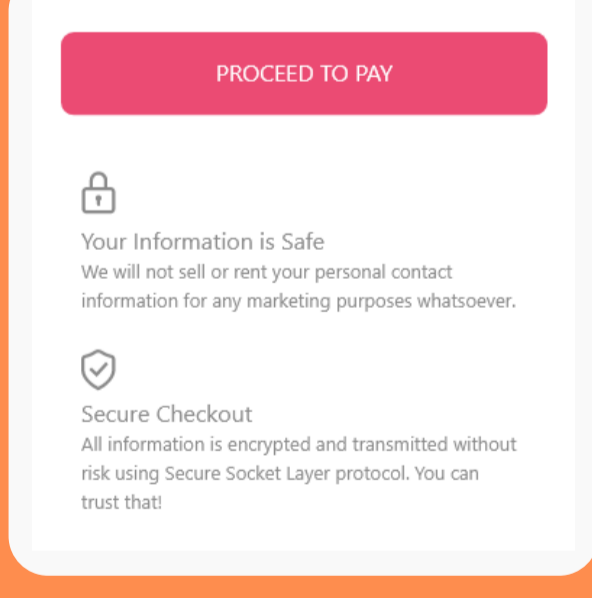 PROCEED TO PAY
Your Information is Safe
We will not sell or rent your personal contact
information for any marketing purposes whatsoever.
Secure Checkout
All information is encrypted and transmitted without
risk using Secure Socket Layer protocol. You can
trust that!